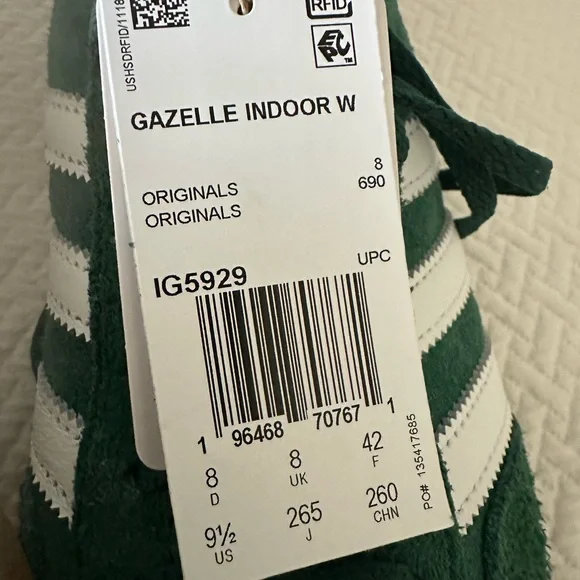 USHSDRFID/1118
RFID
EPC™
GAZELLE INDOOR W
8
ORIGINALS 690
ORIGINALS
UPC
IG5929
1 96468 70767 1
8 8 42
D UK F
9½ 265 260
US J CHN
PO# 135417685